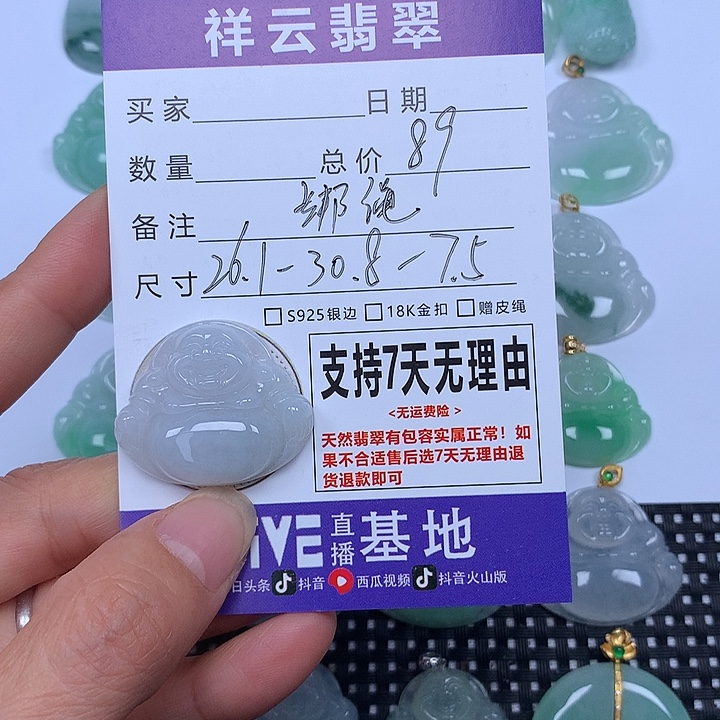 祥云翡翠
买家 日期
数量 总价 89
备注 绑绳
尺寸 26.1-30.8-7.5
S925银边 18K金扣 赠皮绳
支持7天无理由
<无运费险>
天然翡翠有包容实属正常！如
果不合适售后选7天无理由退
货退款即可
IVE 直播 基地
日头条 抖音 西瓜视频 抖音火山版